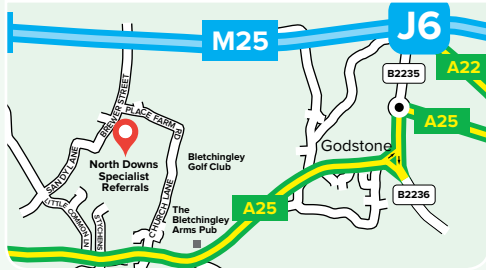 J6
M25
A22
B2235
A25
BREWER STREET
PLACE FARM
RD
Godstone
SANDY LANE
North Downs
Specialist
Referrals
Bletchingley
Golf Club
B2236
LITTLE COMMON LN
STYCHENS
CHURCH LANE
The
Bletchingley
Arms Pub
A25